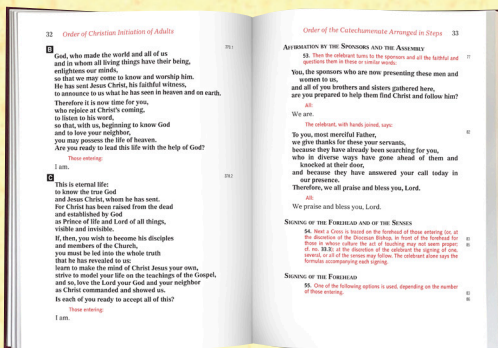 32 Order of Christian Initiation of Adults
B
370.1
God, who made the world and all of us
and in whom all living things have their being,
enlightens our minds,
so that we may come to know and worship him.
He has sent Jesus Christ, his faithful witness,
to announce to us what he has seen in heaven and on earth.
Therefore it is now time for you,
who rejoice at Christ's coming,
to listen to his word,
so that, with us, beginning to know God
and to love your neighbor,
you may possess the life of heaven.
Are you ready to lead this life with the help of God?
Those entering:
I am.
C
370.2
This is eternal life:
to know the true God
and Jesus Christ, whom he has sent.
For Christ has been raised from the dead
and established by God
as Prince of life and Lord of all things,
visible and invisible.
If, then, you wish to become his disciples
and members of the Church,
you must be led into the whole truth
that he has revealed to us:
learn to make the mind of Christ Jesus your own,
strive to model your life on the teachings of the Gospel,
and so, love the Lord your God and your neighbor
as Christ commanded and showed us.
Is each of you ready to accept all of this?
Those entering:
I am.
Order of the Catechumenate Arranged in Steps 33
Affirmation by the Sponsors and the Assembly
53. Then the celebrant turns to the sponsors and all the faithful and
questions them in these or similar words:
77
You, the sponsors who are now presenting these men and
women to us,
and all of you brothers and sisters gathered here,
are you prepared to help them find Christ and follow him?
All:
We are.
The celebrant, with hands joined, says:
To you, most merciful Father,
we give thanks for these your servants,
because they have already been searching for you,
who in diverse ways have gone ahead of them and
knocked at their door,
and because they have answered your call today in
our presence.
Therefore, we all praise and bless you, Lord.
All:
We praise and bless you, Lord.
Signing of the Forehead and of the Senses
54. Next a Cross is traced on the forehead of those entering (or, at
the discretion of the Diocesan Bishop, in front of the forehead for
those in whose culture the act of touching may not seem proper:
cf. no. 33.3); at the discretion of the celebrant the signing of one,
several, or all of the senses may follow. The celebrant alone says the
formulas accompanying each signing.
Signing of the Forehead
55. One of the following options is used, depending on the number
of those entering.